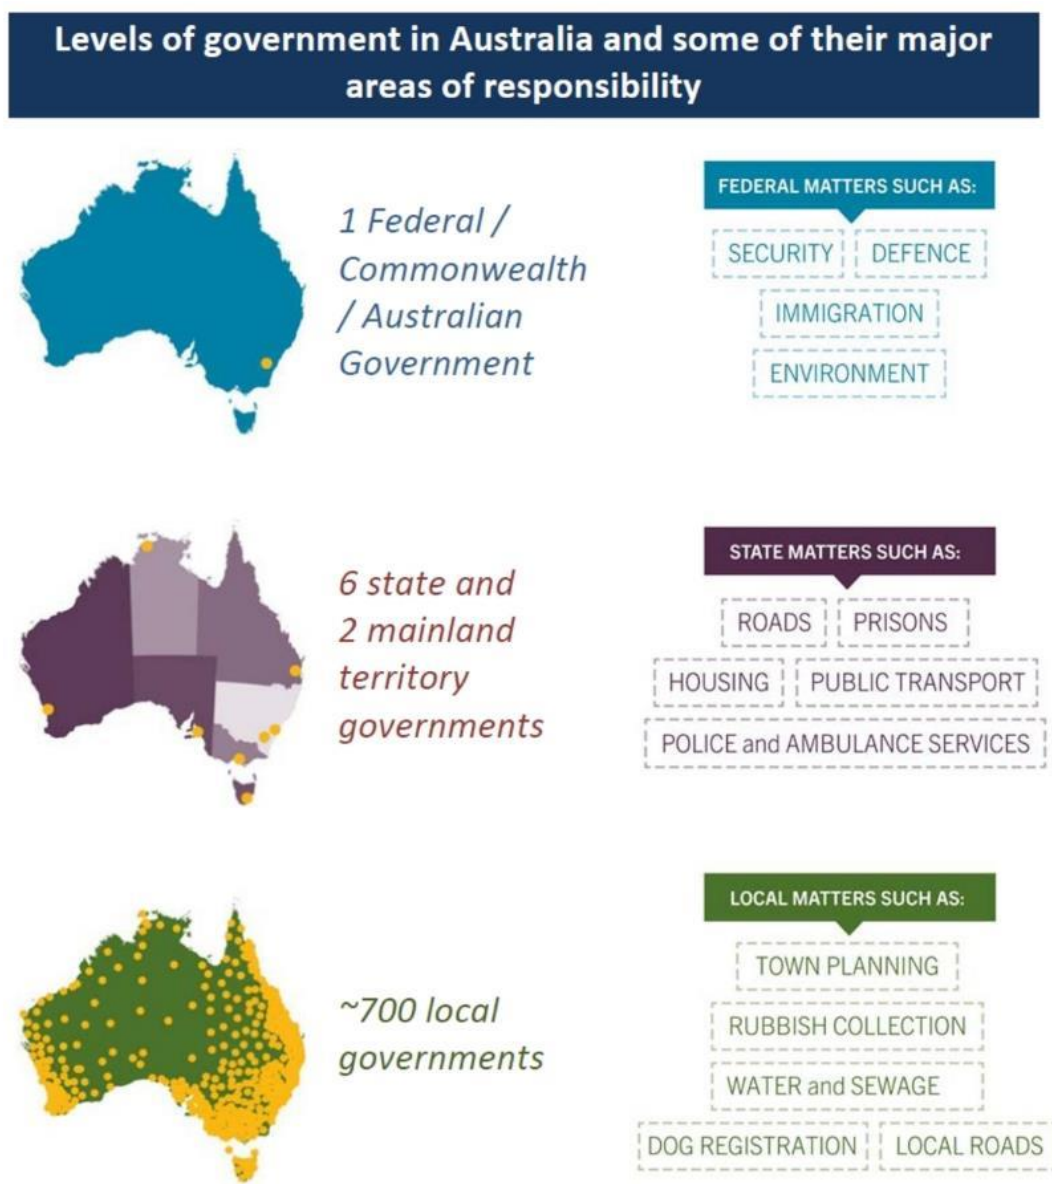 Levels of government in Australia and some of their major
areas of responsibility
1 Federal /
Commonwealth
/ Australian
Government
FEDERAL MATTERS SUCH AS:
SECURITY DEFENCE
IMMIGRATION
ENVIRONMENT
6 state and
2 mainland
territory
governments
STATE MATTERS SUCH AS:
ROADS PRISONS
HOUSING PUBLIC TRANSPORT
POLICE and AMBULANCE SERVICES
~700 local
governments
LOCAL MATTERS SUCH AS:
TOWN PLANNING
RUBBISH COLLECTION
WATER and SEWAGE
DOG REGISTRATION LOCAL ROADS